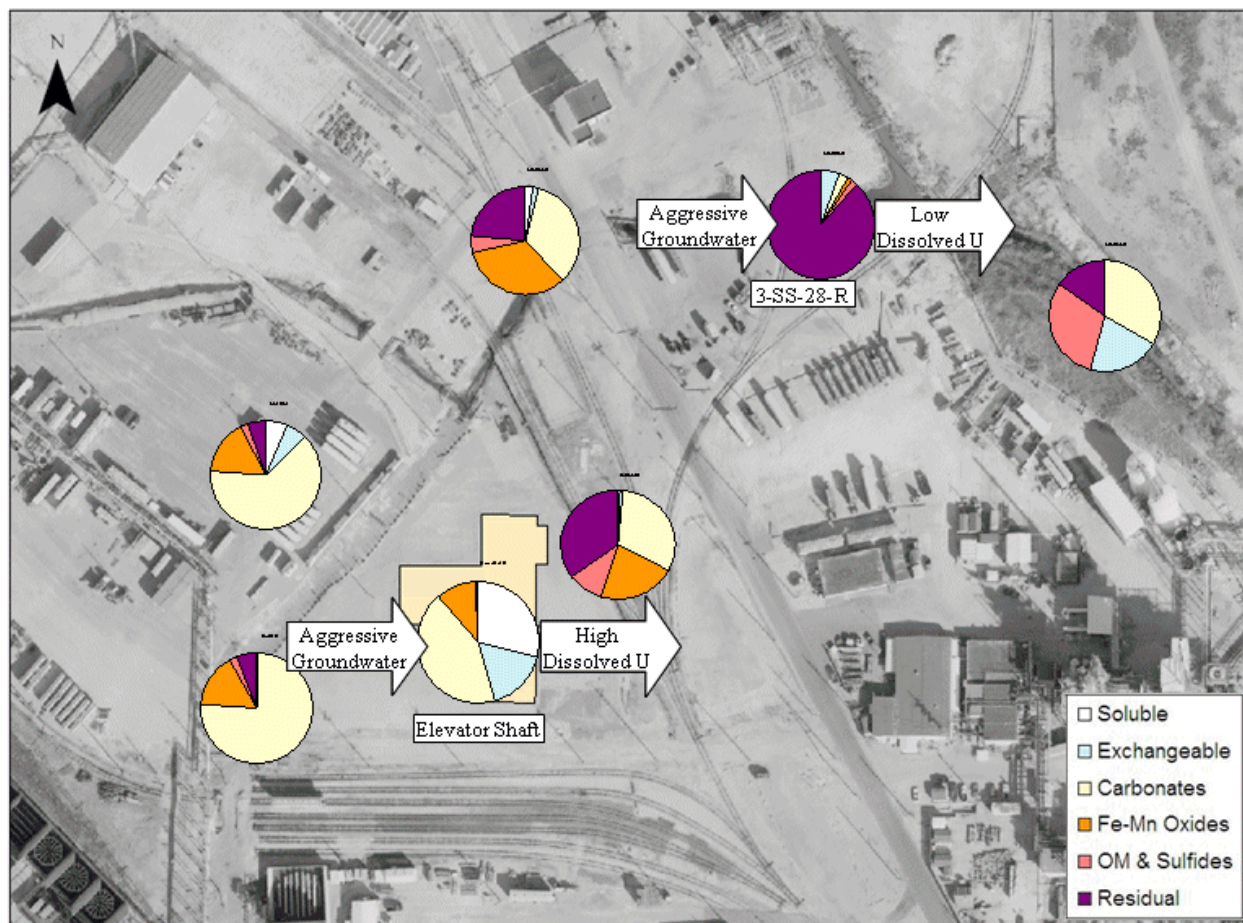 N
Aggressive
Groundwater
Low
Dissolved U
3-SS-28-R
Aggressive
Groundwater
High
Dissolved U
Elevator Shaft
Soluble
Exchangeable
Carbonates
Fe-Mn Oxides
OM & Sulfides
Residual